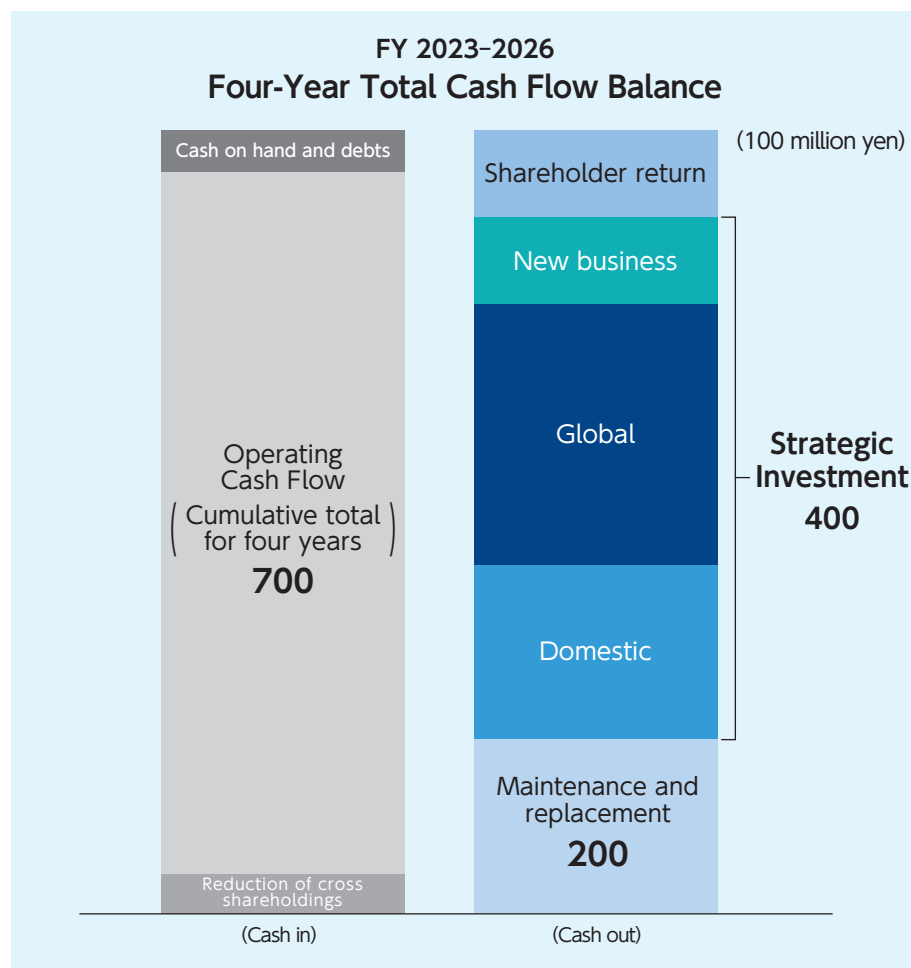 FY 2023–2026
Four-Year Total Cash Flow Balance
(100 million yen)
Cash on hand and debts
Operating
Cash Flow
(Cumulative total
for four years)
700
Reduction of cross
shareholdings
(Cash in)
Shareholder return
New business
Global
Domestic
Maintenance and
replacement
200
(Cash out)
Strategic
Investment
400